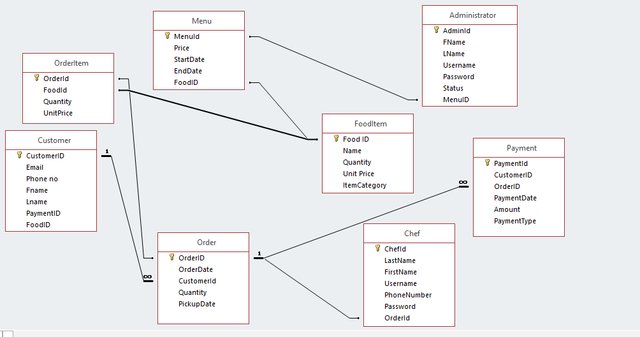 Menu
MenuId
Price
StartDate
EndDate
FoodID
Administrator
AdminId
FName
LName
Username
Password
Status
MenuID
OrderItem
OrderId
FoodId
Quantity
UnitPrice
FoodItem
Food ID
Name
Quantity
Unit Price
ItemCategory
Customer
CustomerID
Email
Phone no
Fname
Lname
PaymentID
FoodID
1
∞
Order
OrderID
OrderDate
CustomerId
Quantity
PickupDate
1
∞
Payment
PaymentId
CustomerID
OrderID
PaymentDate
Amount
PaymentType
Chef
ChefId
LastName
FirstName
Username
PhoneNumber
Password
OrderId